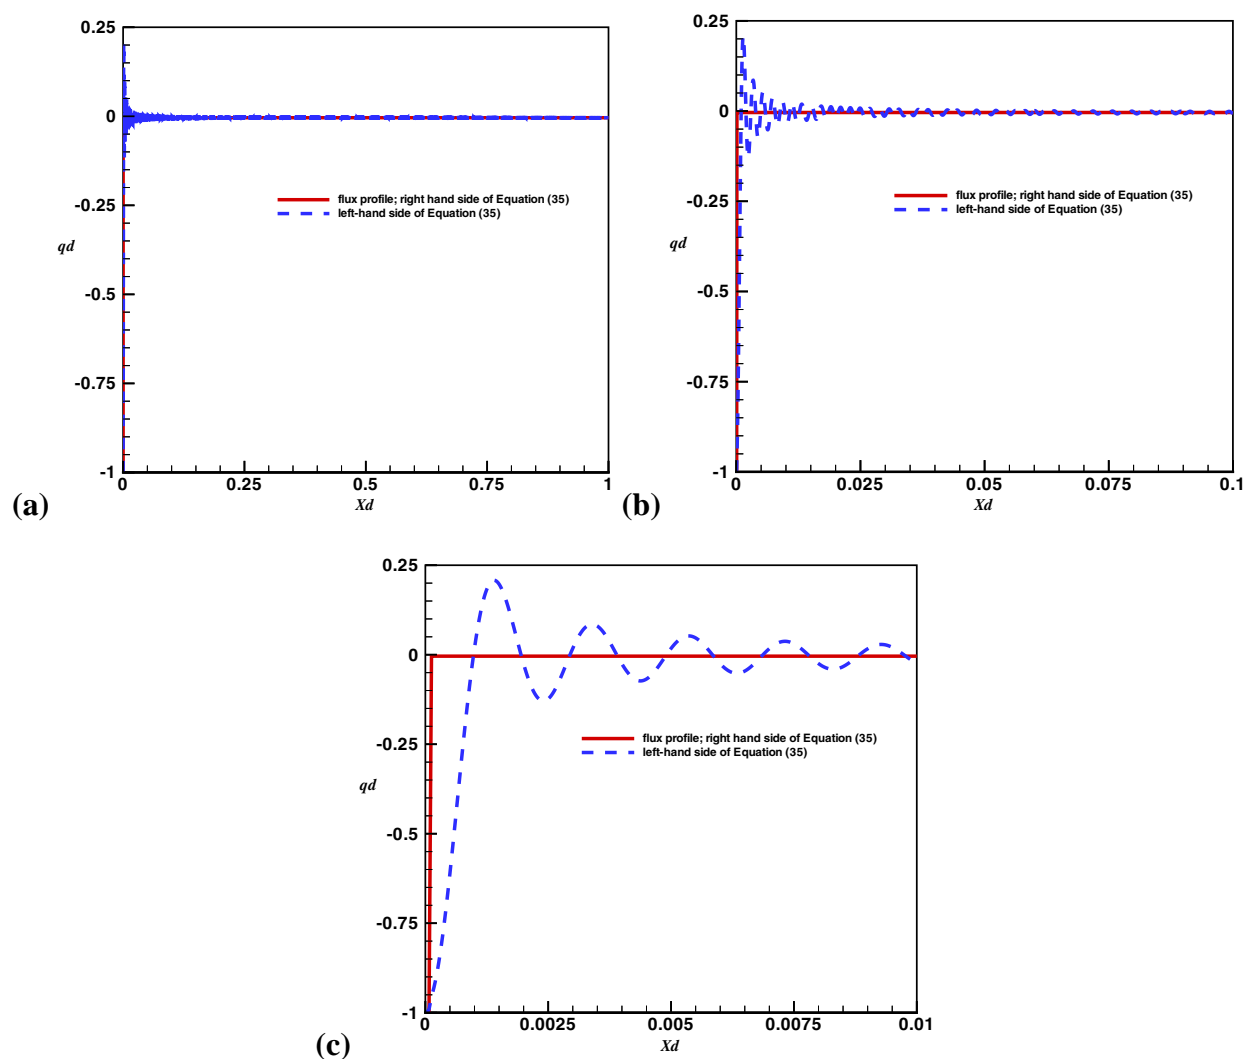 0.25
0
-0.25
-0.5
-0.75
-1
qd
flux profile; right hand side of Equation (35)
left-hand side of Equation (35)
0 0.25 0.5 0.75 1
Xd
(a)
0.25
0
-0.25
-0.5
-0.75
-1
qd
flux profile; right hand side of Equation (35)
left-hand side of Equation (35)
0 0.025 0.05 0.075 0.1
Xd
(b)
0.25
0
-0.25
-0.5
-0.75
-1
qd
flux profile; right hand side of Equation (35)
left-hand side of Equation (35)
0 0.0025 0.005 0.0075 0.01
Xd
(c)